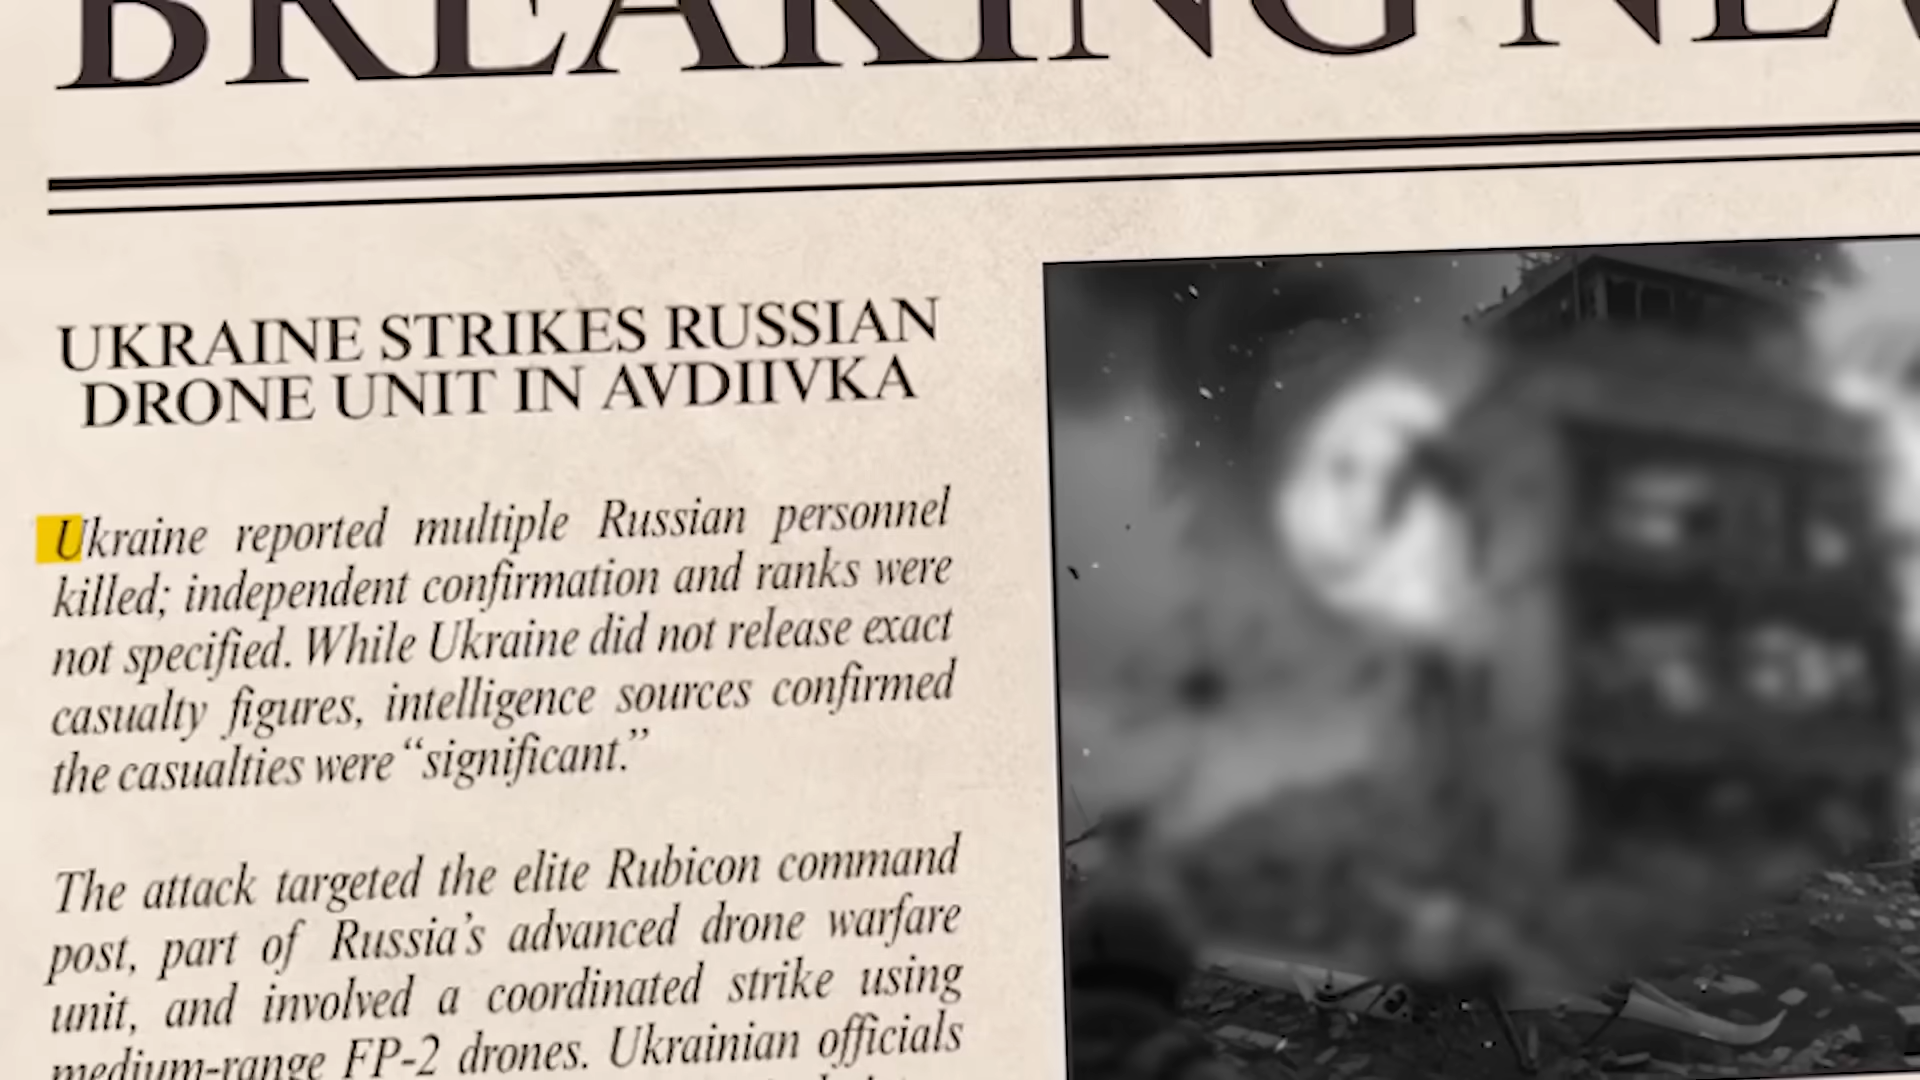 BREAKING NEW
UKRAINE STRIKES RUSSIAN
DRONE UNIT IN AVDIIVKA
Ukraine reported multiple Russian personnel
killed; independent confirmation and ranks were
not specified. While Ukraine did not release exact
casualty figures, intelligence sources confirmed
the casualties were “significant.”
The attack targeted the elite Rubicon command
post, part of Russia’s advanced drone warfare
unit, and involved a coordinated strike using
medium-range FP-2 drones. Ukrainian officials